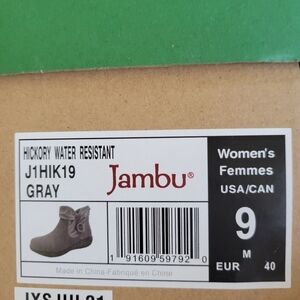 HICKORY WATER RESISTANT
J1HIK19
GRAY
Jambu®
Women's
Femmes
USA/CAN
9
M
EUR 40
1 91609 59792 0
Made in China-Fabriqué en Chine